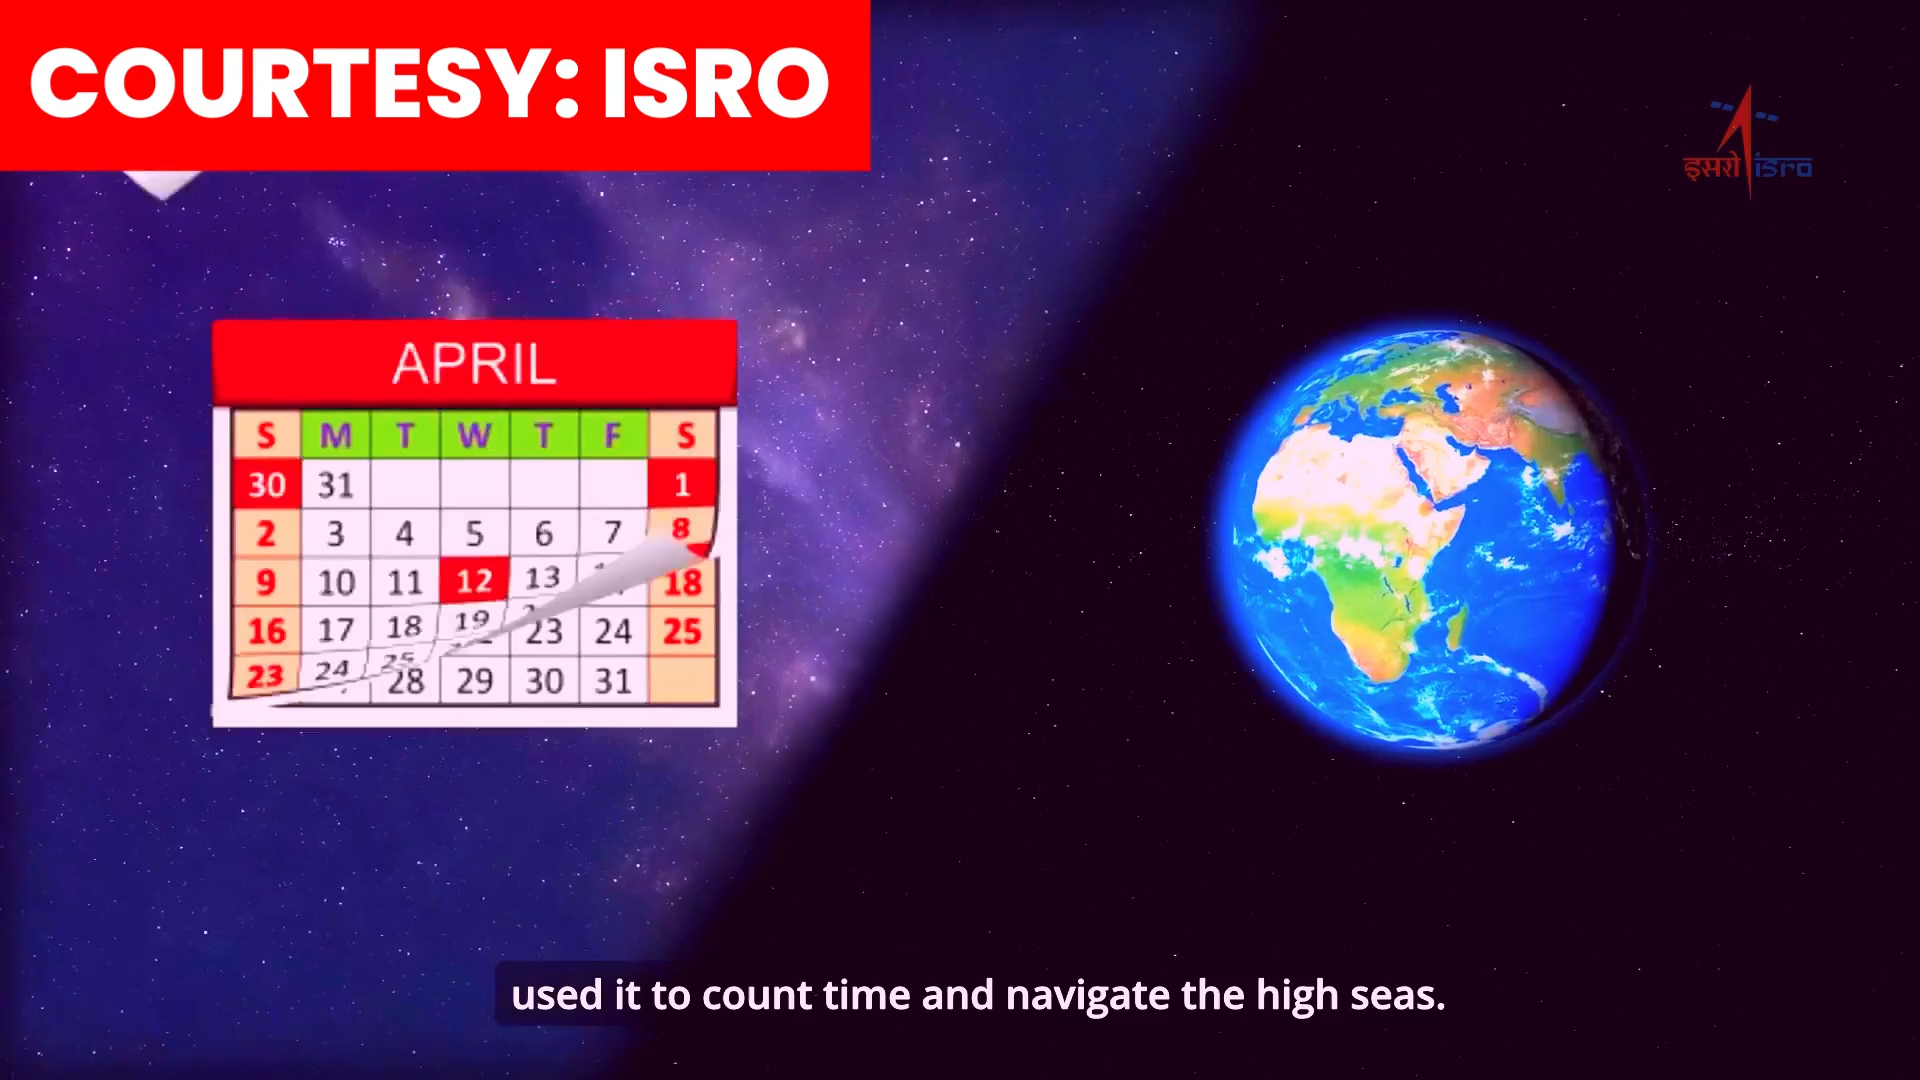 COURTESY: ISRO
इसरो isro
APRIL
S M T W T F S
30 31 1
2 3 4 5 6 7 8
9 10 11 12 13 18
16 17 18 19 23 24 25
23 24 25 28 29 30 31
used it to count time and navigate the high seas.